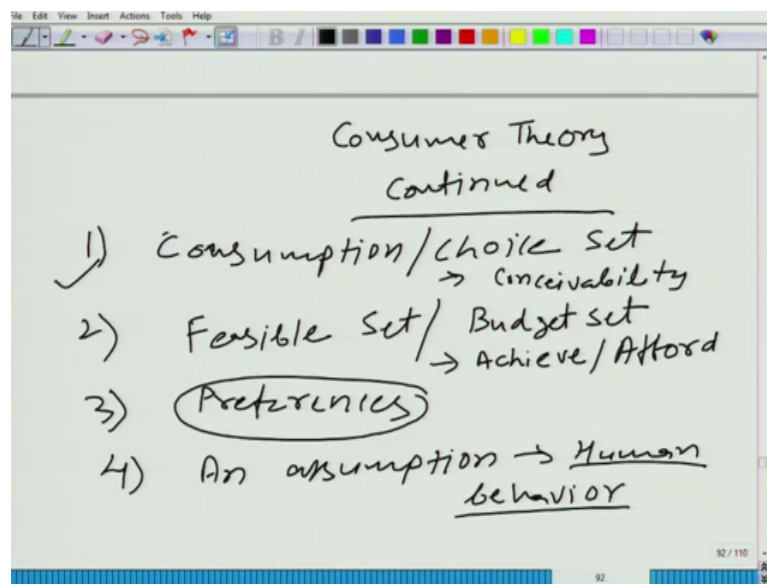 File Edit View Insert Actions Tools Help
Consumer Theory
Continued
1) Consumption/Choice Set
→ Conceivability
2) Feasible Set/ Budget set
→ Achieve/Afford
3) Preferences
4) An assumption → Human
behavior
92 / 110
92